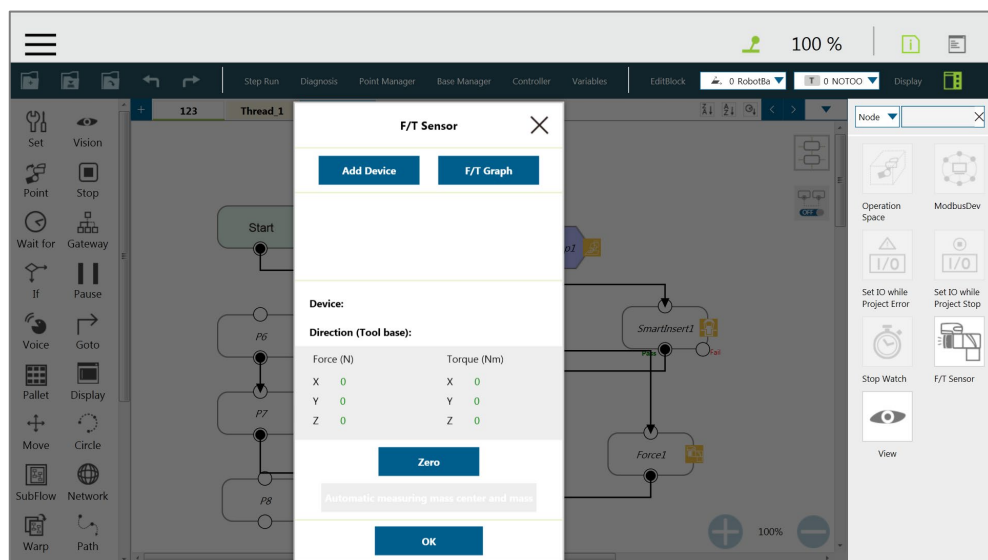 100 %
Step Run Diagnosis Point Manager Base Manager Controller Variables EditBlock 0 RobotBa T 0 NOTOO Display
+ 123 Thread_1
Set Vision
Point Stop
Wait for Gateway
If Pause
Voice Goto
Pallet Display
Move Circle
SubFlow Network
Warp Path
Start
P6
P7
P8
F/T Sensor
Add Device F/T Graph
Device:
Direction (Tool base):
Force (N) Torque (Nm)
X 0 X 0
Y 0 Y 0
Z 0 Z 0
Zero
Automatic measuring mass center and mass
OK
p1
OFF
SmartInsert1
Pass Fail
Force1
100%
Node
Operation
Space
ModbusDev
I/O I/O
Set IO while
Project Error
Set IO while
Project Stop
Stop Watch F/T Sensor
View